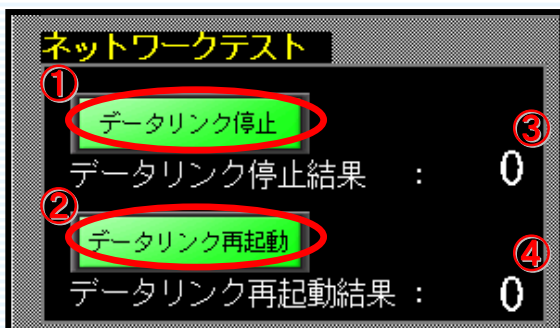 ネットワークテスト
①
データリンク停止
③
データリンク停止結果 : 0
②
データリンク再起動
④
データリンク再起動結果 : 0